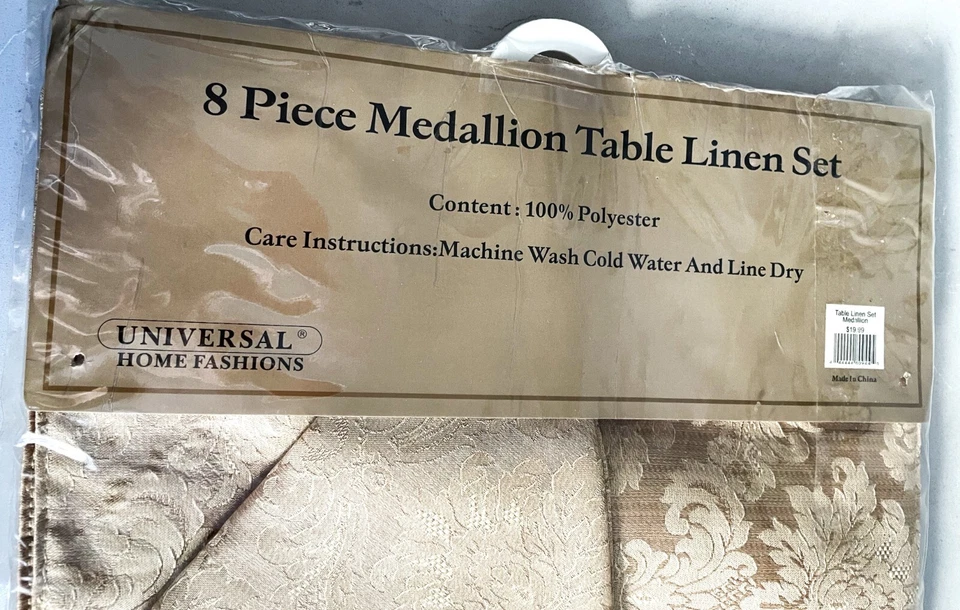 8 Piece Medallion Table Linen Set
Content : 100% Polyester
Care Instructions:Machine Wash Cold Water And Line Dry
UNIVERSAL®
HOME FASHIONS
Table Linen Set
Medallion
$19.99
Made In China